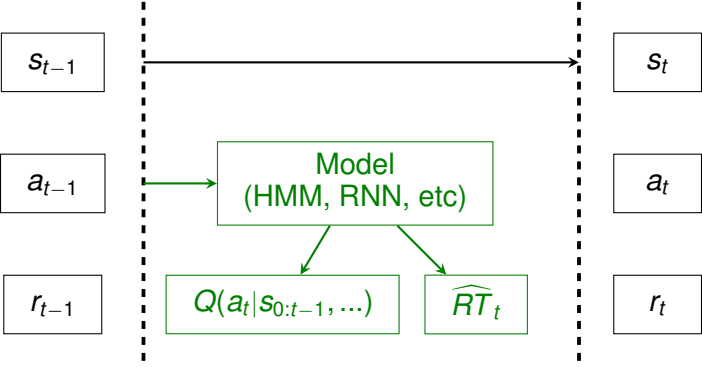 s_{t−1}
s_t
a_{t−1}
Model
(HMM, RNN, etc)
a_t
r_{t−1}
Q(a_t|s_{0:t−1}, ...)
\widehat{RT}_t
r_t